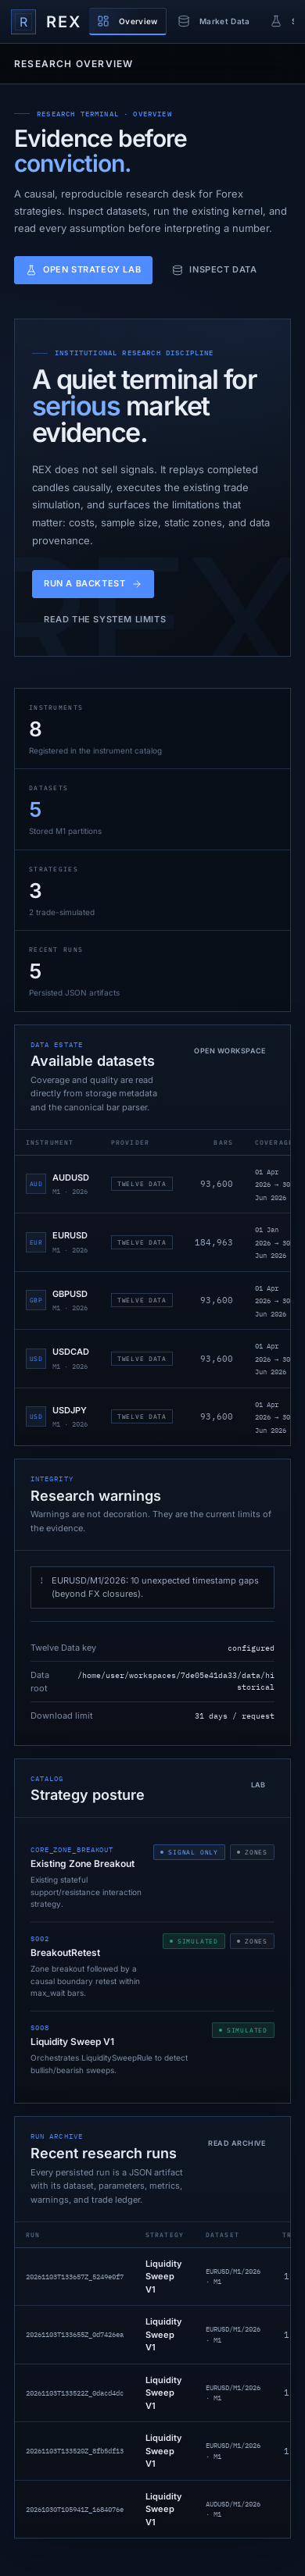 R REX Overview Market Data S
RESEARCH OVERVIEW
RESEARCH TERMINAL · OVERVIEW
Evidence before
conviction.
A causal, reproducible research desk for Forex
strategies. Inspect datasets, run the existing kernel, and
read every assumption before interpreting a number.
OPEN STRATEGY LAB INSPECT DATA
INSTITUTIONAL RESEARCH DISCIPLINE
A quiet terminal for
serious market
evidence.
REX does not sell signals. It replays completed
candles causally, executes the existing trade
simulation, and surfaces the limitations that
matter: costs, sample size, static zones, and data
provenance.
RUN A BACKTEST →
READ THE SYSTEM LIMITS
REX
INSTRUMENTS
8
Registered in the instrument catalog
DATASETS
5
Stored M1 partitions
STRATEGIES
3
2 trade-simulated
RECENT RUNS
5
Persisted JSON artifacts
DATA ESTATE
Available datasets
OPEN WORKSPACE
Coverage and quality are read
directly from storage metadata
and the canonical bar parser.
INSTRUMENT PROVIDER BARS COVERAGE
AUD AUDUSD M1 · 2026 TWELVE DATA 93,600 01 Apr 2026 → 30 Jun 2026
EUR EURUSD M1 · 2026 TWELVE DATA 184,963 01 Jan 2026 → 30 Jun 2026
GBP GBPUSD M1 · 2026 TWELVE DATA 93,600 01 Apr 2026 → 30 Jun 2026
USD USDCAD M1 · 2026 TWELVE DATA 93,600 01 Apr 2026 → 30 Jun 2026
USD USDJPY M1 · 2026 TWELVE DATA 93,600 01 Apr 2026 → 30 Jun 2026
INTEGRITY
Research warnings
Warnings are not decoration. They are the current limits of
the evidence.
! EURUSD/M1/2026: 10 unexpected timestamp gaps
(beyond FX closures).
Twelve Data key configured
Data root /home/user/workspaces/7de05e41da33/data/hi
storical
Download limit 31 days / request
CATALOG
Strategy posture
LAB
CORE_ZONE_BREAKOUT
SIGNAL ONLY ZONES
Existing Zone Breakout
Existing stateful
support/resistance interaction
strategy.
S002
SIMULATED ZONES
BreakoutRetest
Zone breakout followed by a
causal boundary retest within
max_wait bars.
S008
SIMULATED
Liquidity Sweep V1
Orchestrates LiquiditySweepRule to detect
bullish/bearish sweeps.
RUN ARCHIVE
Recent research runs
READ ARCHIVE
Every persisted run is a JSON artifact
with its dataset, parameters, metrics,
warnings, and trade ledger.
RUN STRATEGY DATASET TR
20261103T133657Z_5249e0f7 Liquidity Sweep V1 EURUSD/M1/2026 · M1 1
20261103T133655Z_0d7426ea Liquidity Sweep V1 EURUSD/M1/2026 · M1 1
20261103T133522Z_0dacd4dc Liquidity Sweep V1 EURUSD/M1/2026 · M1 1
20261103T133520Z_8fb5df13 Liquidity Sweep V1 EURUSD/M1/2026 · M1 1
20261030T105941Z_1684076e Liquidity Sweep V1 AUDUSD/M1/2026 · M1